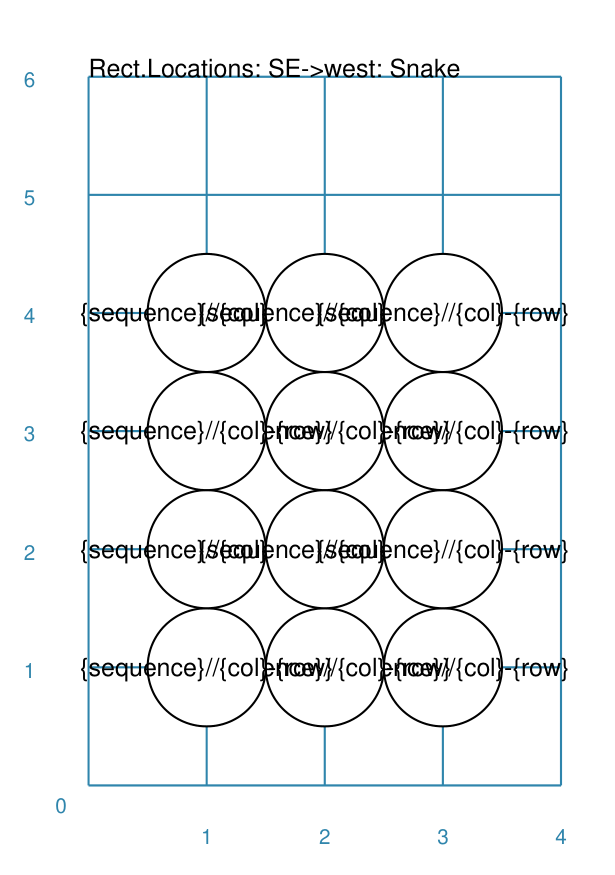 Rect.Locations: SE->west: Snake
6
5
4 {sequence}//{col}-{row} {sequence}//{col}-{row} {sequence}//{col}-{row}
3 {sequence}//{col}-{row} {sequence}//{col}-{row} {sequence}//{col}-{row}
2 {sequence}//{col}-{row} {sequence}//{col}-{row} {sequence}//{col}-{row}
1 {sequence}//{col}-{row} {sequence}//{col}-{row} {sequence}//{col}-{row}
0
1 2 3 4